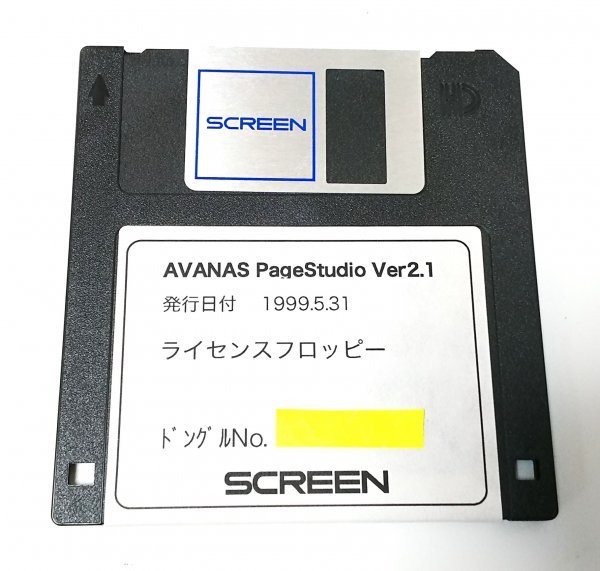 SCREEN
HD
AVANAS PageStudio Ver2.1
発行日付 1999.5.31
ライセンスフロッピー
ﾄﾞﾝｸﾞﾙNo.
SCREEN